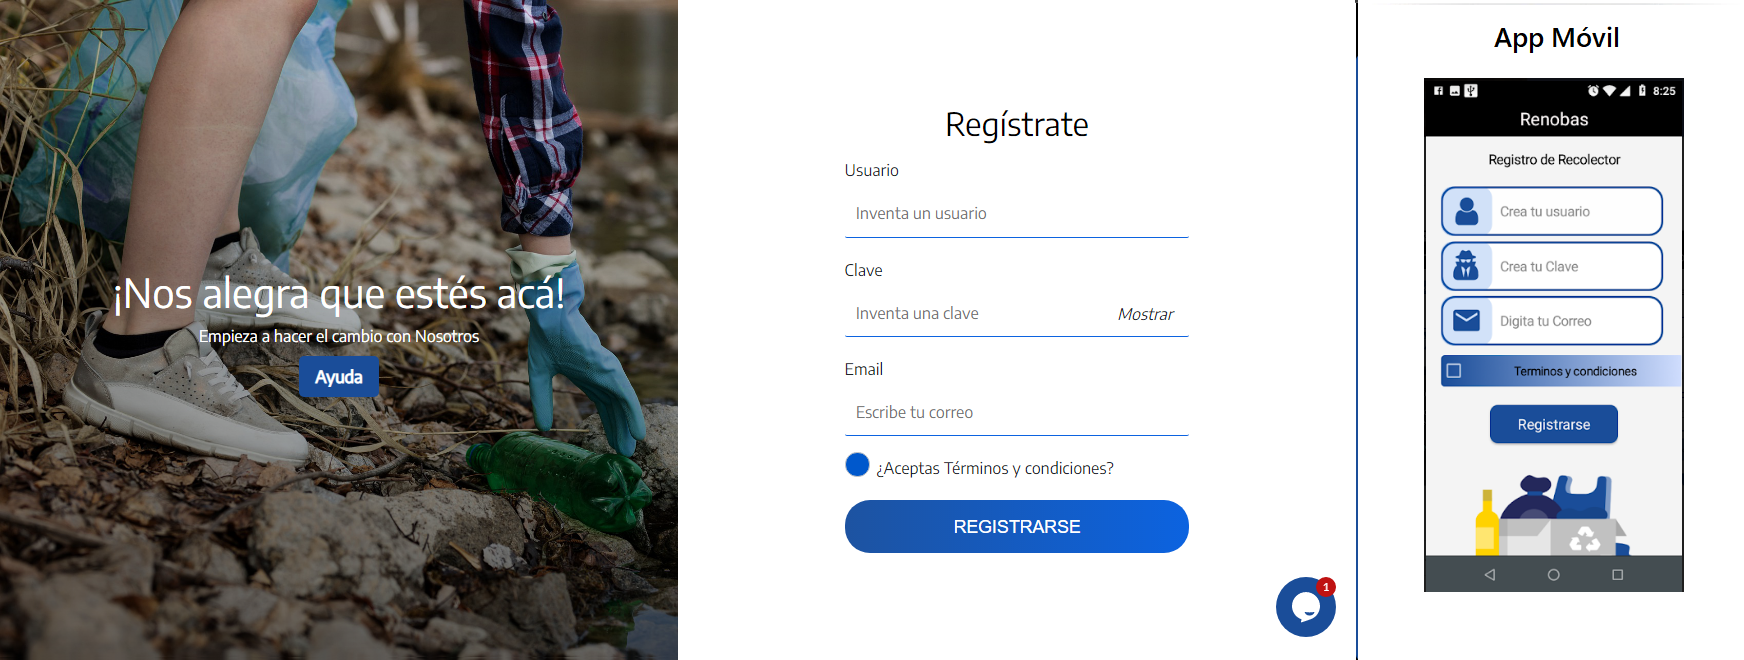 ¡Nos alegra que estés acá!
Empieza a hacer el cambio con Nosotros
Ayuda
Regístrate
Usuario
Inventa un usuario
Clave
Inventa una clave
Mostrar
Email
Escribe tu correo
¿Aceptas Términos y condiciones?
REGISTRARSE
1
App Móvil
8:25
Renobas
Registro de Recolector
Crea tu usuario
Crea tu Clave
Digita tu Correo
Terminos y condiciones
Registrarse